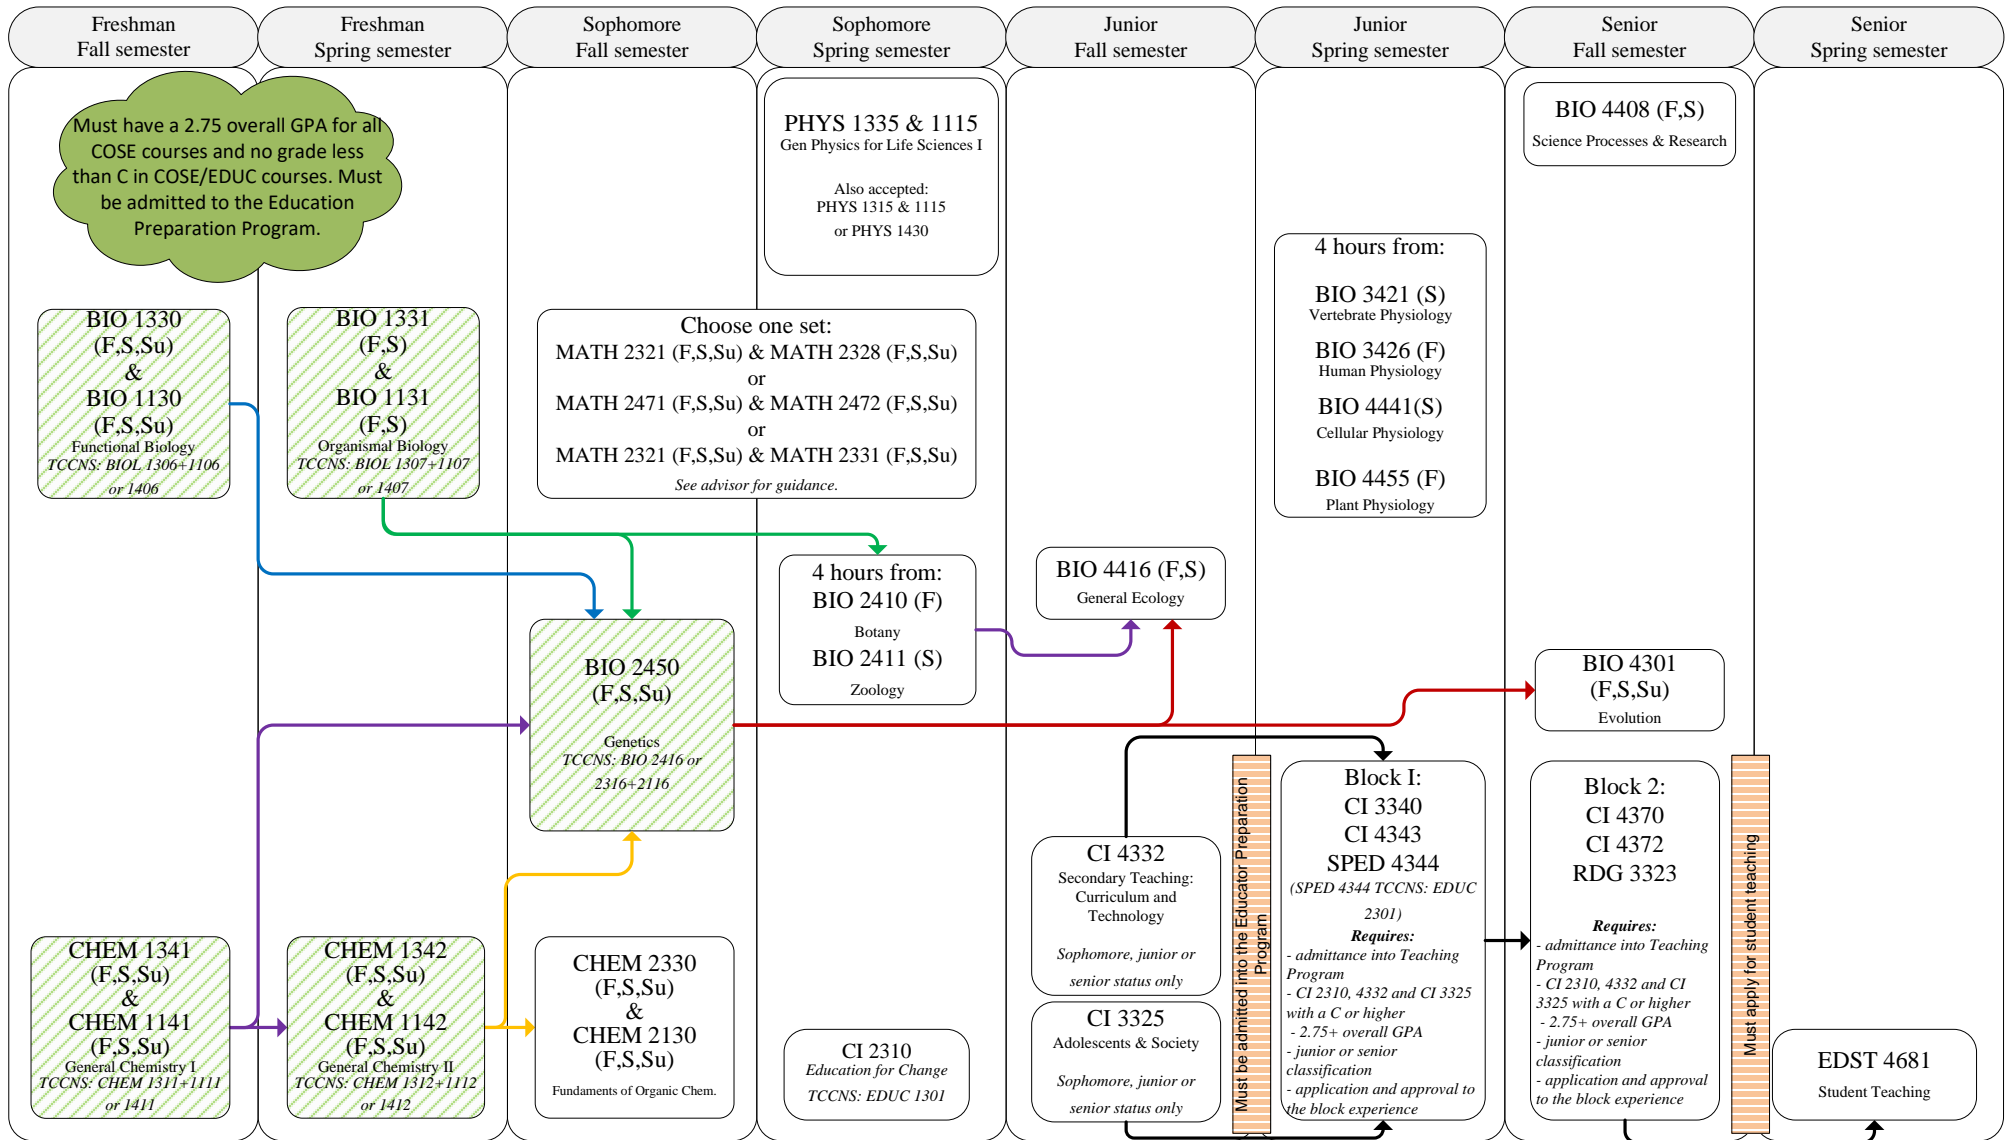 Freshman
Fall semester
Freshman
Spring semester
Sophomore
Fall semester
Sophomore
Spring semester
Junior
Fall semester
Junior
Spring semester
Senior
Fall semester
Senior
Spring semester
Must have a 2.75 overall GPA for all
COSE courses and no grade less
than C in COSE/EDUC courses. Must
be admitted to the Education
Preparation Program.
BIO 1330
(F,S,Su)
&
BIO 1130
(F,S,Su)
Functional Biology
TCCNS: BIOL 1306+1106
or 1406
CHEM 1341
(F,S,Su)
&
CHEM 1141
(F,S,Su)
General Chemistry I
TCCNS: CHEM 1311+1111
or 1411
BIO 1331
(F,S)
&
BIO 1131
(F,S)
Organismal Biology
TCCNS: BIOL 1307+1107
or 1407
CHEM 1342
(F,S,Su)
&
CHEM 1142
(F,S,Su)
General Chemistry II
TCCNS: CHEM 1312+1112
or 1412
Choose one set:
MATH 2321 (F,S,Su) & MATH 2328 (F,S,Su)
or
MATH 2471 (F,S,Su) & MATH 2472 (F,S,Su)
or
MATH 2321 (F,S,Su) & MATH 2331 (F,S,Su)
See advisor for guidance.
BIO 2450
(F,S,Su)
Genetics
TCCNS: BIO 2416 or
2316+2116
CHEM 2330
(F,S,Su)
&
CHEM 2130
(F,S,Su)
Fundaments of Organic Chem.
PHYS 1335 & 1115
Gen Physics for Life Sciences I
Also accepted:
PHYS 1315 & 1115
or PHYS 1430
4 hours from:
BIO 2410 (F)
Botany
BIO 2411 (S)
Zoology
CI 2310
Education for Change
TCCNS: EDUC 1301
BIO 4416 (F,S)
General Ecology
CI 4332
Secondary Teaching:
Curriculum and
Technology
Sophomore, junior or
senior status only
CI 3325
Adolescents & Society
Sophomore, junior or
senior status only
Must be admitted into the Educator Preparation
Program
4 hours from:
BIO 3421 (S)
Vertebrate Physiology
BIO 3426 (F)
Human Physiology
BIO 4441(S)
Cellular Physiology
BIO 4455 (F)
Plant Physiology
Block I:
CI 3340
CI 4343
SPED 4344
(SPED 4344 TCCNS: EDUC
2301)
Requires:
- admittance into Teaching
Program
- CI 2310, 4332 and CI 3325
with a C or higher
- 2.75+ overall GPA
- junior or senior
classification
- application and approval to
the block experience
BIO 4408 (F,S)
Science Processes & Research
BIO 4301
(F,S,Su)
Evolution
Block 2:
CI 4370
CI 4372
RDG 3323
Requires:
- admittance into Teaching
Program
- CI 2310, 4332 and CI
3325 with a C or higher
- 2.75+ overall GPA
- junior or senior
classification
- application and approval
to the block experience
Must apply for student teaching
EDST 4681
Student Teaching